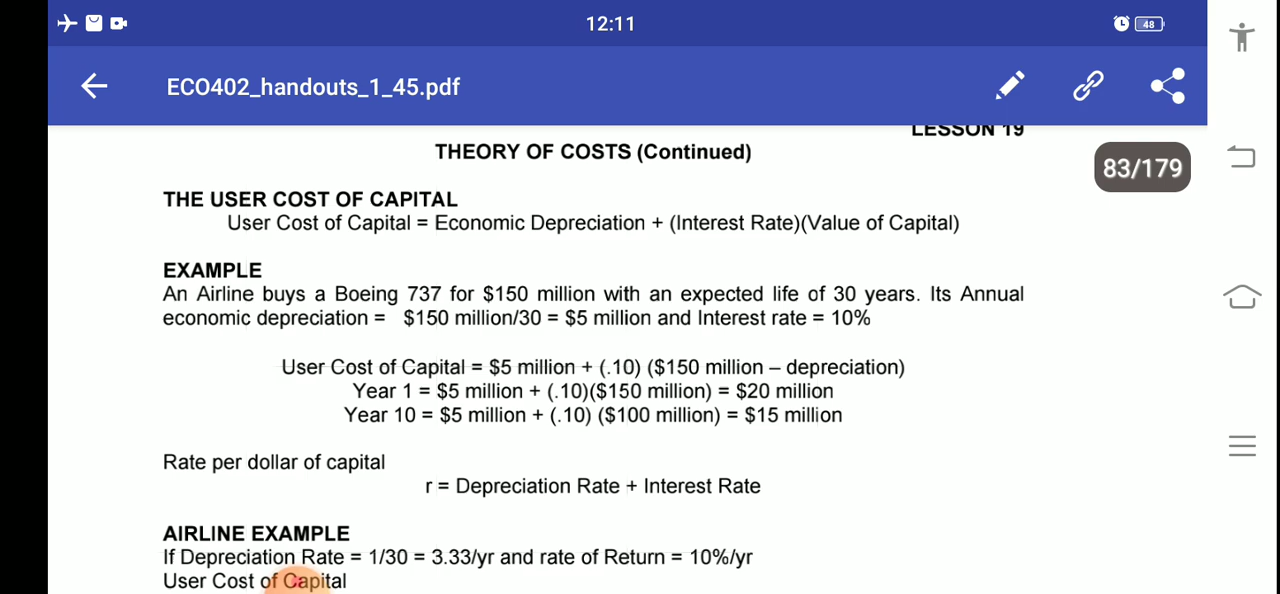 12:11
48
ECO402_handouts_1_45.pdf
LESSON 19
THEORY OF COSTS (Continued)
83/179
THE USER COST OF CAPITAL
User Cost of Capital = Economic Depreciation + (Interest Rate)(Value of Capital)
EXAMPLE
An Airline buys a Boeing 737 for $150 million with an expected life of 30 years. Its Annual
economic depreciation = $150 million/30 = $5 million and Interest rate = 10%
User Cost of Capital = $5 million + (.10) ($150 million – depreciation)
Year 1 = $5 million + (.10)($150 million) = $20 million
Year 10 = $5 million + (.10) ($100 million) = $15 million
Rate per dollar of capital
r = Depreciation Rate + Interest Rate
AIRLINE EXAMPLE
If Depreciation Rate = 1/30 = 3.33/yr and rate of Return = 10%/yr
User Cost of Capital